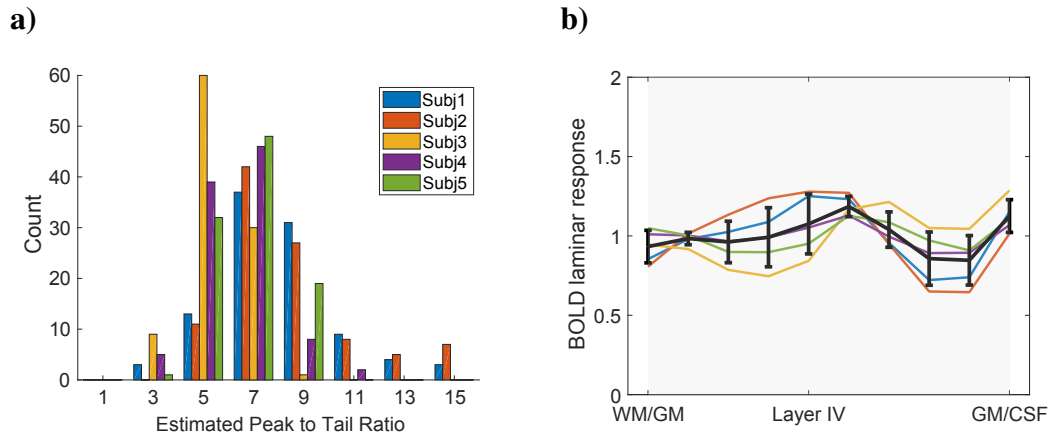 a)
60
50
40
30
20
10
0
Count
Subj1
Subj2
Subj3
Subj4
Subj5
1 3 5 7 9 11 13 15
Estimated Peak to Tail Ratio
b)
2
1.5
1
0.5
0
BOLD laminar response
WM/GM Layer IV GM/CSF